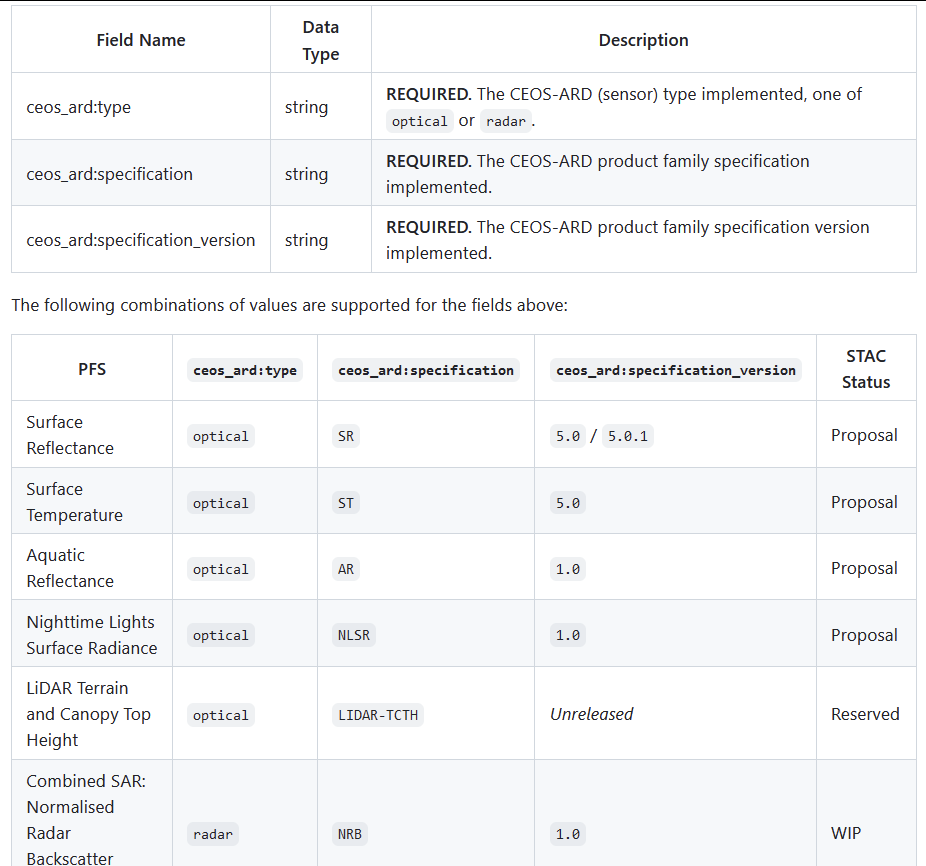 Field Name Data Type Description
ceos_ard:type string REQUIRED. The CEOS-ARD (sensor) type implemented, one of
optical or radar .
ceos_ard:specification string REQUIRED. The CEOS-ARD product family specification
implemented.
ceos_ard:specification_version string REQUIRED. The CEOS-ARD product family specification version
implemented.
The following combinations of values are supported for the fields above:
PFS ceos_ard:type ceos_ard:specification ceos_ard:specification_version STAC
Status
Surface
Reflectance optical SR 5.0 / 5.0.1 Proposal
Surface
Temperature optical ST 5.0 Proposal
Aquatic
Reflectance optical AR 1.0 Proposal
Nighttime Lights
Surface Radiance optical NLSR 1.0 Proposal
LiDAR Terrain
and Canopy Top
Height optical LIDAR-TCTH Unreleased Reserved
Combined SAR:
Normalised
Radar
Backscatter radar NRB 1.0 WIP